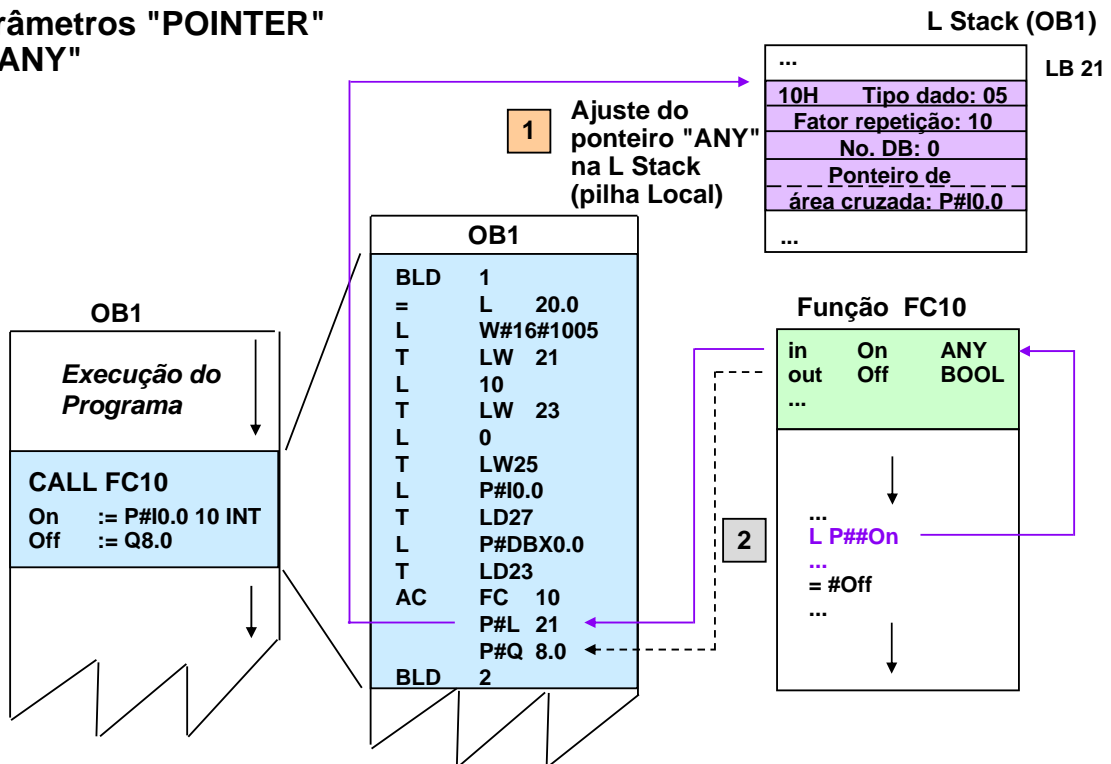 râmetros "POINTER"
ANY"
L Stack (OB1)
...
LB 21
10H Tipo dado: 05
Fator repetição: 10
No. DB: 0
Ponteiro de
área cruzada: P#I0.0
...
1
Ajuste do
ponteiro "ANY"
na L Stack
(pilha Local)
OB1
Execução do
Programa
CALL FC10
On := P#I0.0 10 INT
Off := Q8.0
OB1
BLD 1
= L 20.0
L W#16#1005
T LW 21
L 10
T LW 23
L 0
T LW25
L P#I0.0
T LD27
L P#DBX0.0
T LD23
AC FC 10
P#L 21
P#Q 8.0
BLD 2
Função FC10
in On ANY
out Off BOOL
...
2
...
L P##On
...
= #Off
...